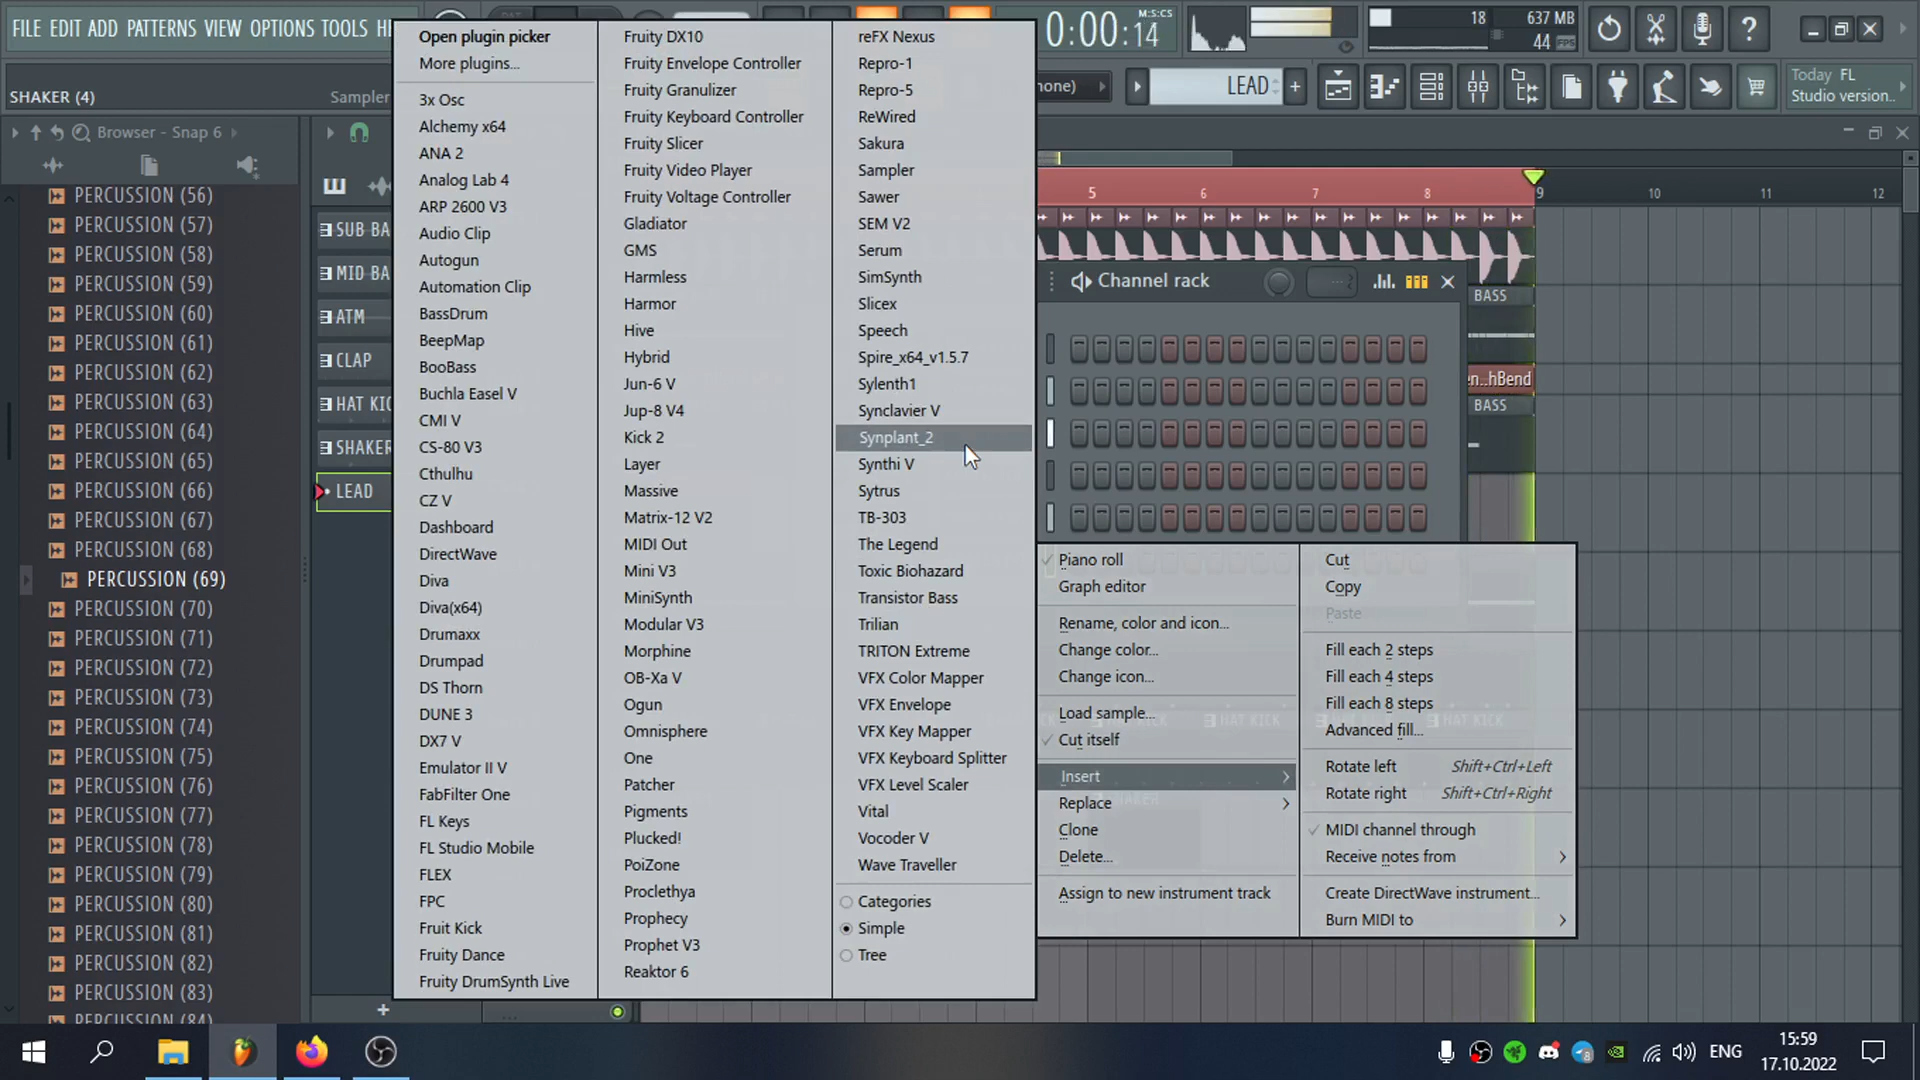 FILE EDIT ADD PATTERNS VIEW OPTIONS TOOLS
0:00:14
M:S:CS
18
637 MB
44
SHAKER (4)
Sampler
LEAD
Today FL
Studio version..
Browser - Snap 6
PERCUSSION (56)
PERCUSSION (57)
PERCUSSION (58)
PERCUSSION (59)
PERCUSSION (60)
PERCUSSION (61)
PERCUSSION (62)
PERCUSSION (63)
PERCUSSION (64)
PERCUSSION (65)
PERCUSSION (66)
PERCUSSION (67)
PERCUSSION (68)
PERCUSSION (69)
PERCUSSION (70)
PERCUSSION (71)
PERCUSSION (72)
PERCUSSION (73)
PERCUSSION (74)
PERCUSSION (75)
PERCUSSION (76)
PERCUSSION (77)
PERCUSSION (78)
PERCUSSION (79)
PERCUSSION (80)
PERCUSSION (81)
PERCUSSION (82)
PERCUSSION (83)
PERCUSSION (84)
SUB BA
MID BA
ATM
CLAP
HAT KICK
SHAKER
LEAD
Open plugin picker
More plugins...
3x Osc
Alchemy x64
ANA 2
Analog Lab 4
ARP 2600 V3
Audio Clip
Autogun
Automation Clip
BassDrum
BeepMap
BooBass
Buchla Easel V
CMI V
CS-80 V3
Cthulhu
CZ V
Dashboard
DirectWave
Diva
Diva(x64)
Drumaxx
Drumpad
DS Thorn
DUNE 3
DX7 V
Emulator II V
FabFilter One
FL Keys
FL Studio Mobile
FLEX
FPC
Fruit Kick
Fruity Dance
Fruity DrumSynth Live
Fruity DX10
Fruity Envelope Controller
Fruity Granulizer
Fruity Keyboard Controller
Fruity Slicer
Fruity Video Player
Fruity Voltage Controller
Gladiator
GMS
Harmless
Harmor
Hive
Hybrid
Jun-6 V
Jup-8 V4
Kick 2
Layer
Massive
Matrix-12 V2
MIDI Out
Mini V3
MiniSynth
Modular V3
Morphine
OB-Xa V
Ogun
Omnisphere
One
Patcher
Pigments
Plucked!
PoiZone
Proclethya
Prophecy
Prophet V3
Reaktor 6
reFX Nexus
Repro-1
Repro-5
ReWired
Sakura
Sampler
Sawer
SEM V2
Serum
SimSynth
Slicex
Speech
Spire_x64_v1.5.7
Sylenth1
Synclavier V
Synplant_2
Synthi V
Sytrus
TB-303
The Legend
Toxic Biohazard
Transistor Bass
Trilian
TRITON Extreme
VFX Color Mapper
VFX Envelope
VFX Key Mapper
VFX Keyboard Splitter
VFX Level Scaler
Vital
Vocoder V
Wave Traveller
Categories
Simple
Tree
5 6 7 8 9 10 11 12
Channel rack
BASS
en..hBend
BASS
Piano roll
Graph editor
Rename, color and icon...
Change color...
Change icon...
Load sample...
Cut itself
Insert
Replace
Clone
Delete...
Assign to new instrument track
Cut
Copy
Paste
Fill each 2 steps
Fill each 4 steps
Fill each 8 steps
Advanced fill...
Rotate left Shift+Ctrl+Left
Rotate right Shift+Ctrl+Right
MIDI channel through
Receive notes from
Create DirectWave instrument...
Burn MIDI to
HAT KICK
HAT KICK
ENG
15:59
17.10.2022